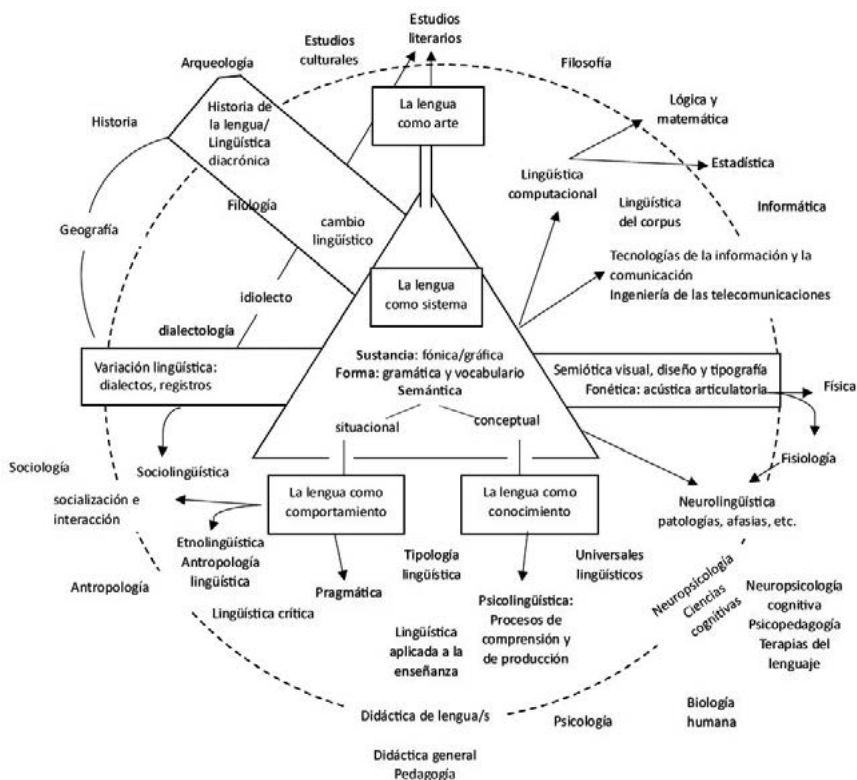 Estudios
literarios
Estudios
culturales
Arqueología
Filosofía
La lengua
como arte
Lógica y
matemática
Historia de
la lengua/
Lingüística
diacrónica
Historia
Estadística
Lingüística
computacional
Lingüística
del corpus
Informática
Filología
cambio
lingüístico
Geografía
Tecnologías de la información y la
comunicación
Ingeniería de las telecomunicaciones
La lengua
como sistema
idiolecto
dialectología
Sustancia: fónica/gráfica
Forma: gramática y vocabulario
Semántica
Variación lingüística:
dialectos, registros
Semiótica visual, diseño y tipografía
Fonética: acústica articulatoria
Física
situacional
conceptual
Fisiología
Sociología
Sociolingüística
La lengua como
comportamiento
La lengua como
conocimiento
Neurolingüística
patologías, afasias, etc.
socialización e
interacción
Etnolingüística
Antropología
lingüística
Tipología
lingüística
Universales
lingüísticos
Antropología
Pragmática
Lingüística crítica
Psicolingüística:
Procesos de
comprensión y
de producción
Neuropsicología
Ciencias
cognitivas
Neuropsicología
cognitiva
Psicopedagogía
Terapias del
lenguaje
Lingüística
aplicada a la
enseñanza
Didáctica de lengua/s
Psicología
Biología
humana
Didáctica general
Pedagogía